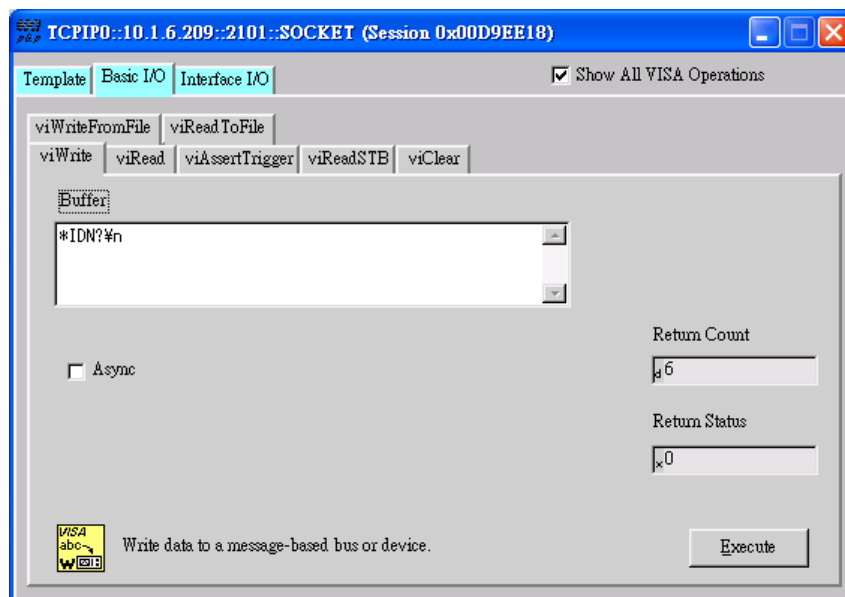 TCPIP0::10.1.6.209::2101::SOCKET (Session 0x00D9EE18)
Template Basic I/O Interface I/O Show All VISA Operations
viWriteFromFile viReadToFile
viWrite viRead viAssertTrigger viReadSTB viClear
Buffer
*IDN?¥n
Return Count
d 6
Async
Return Status
x 0
VISA
abc
W
Write data to a message-based bus or device.
Execute